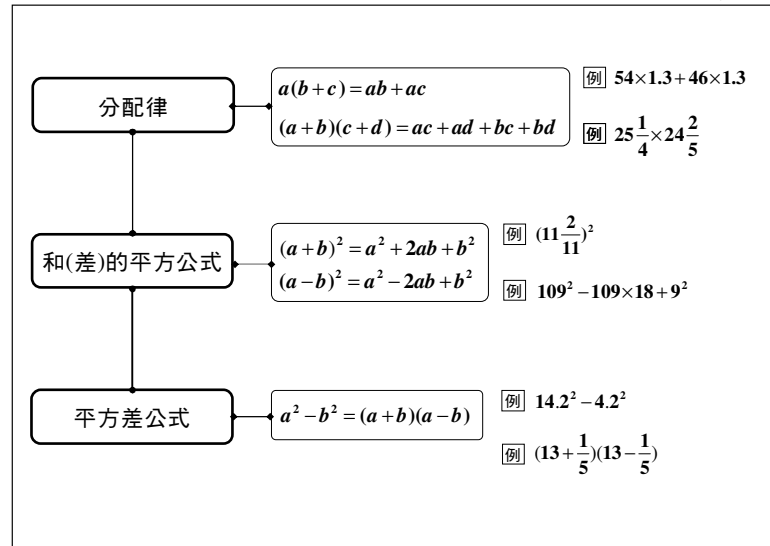 分配律
a(b+c)=ab+ac
(a+b)(c+d)=ac+ad+bc+bd
例 54×1.3+46×1.3
例 25 1/4 × 24 2/5
和(差)的平方公式
(a+b)²=a²+2ab+b²
(a−b)²=a²−2ab+b²
例 (11 2/11)²
例 109²−109×18+9²
平方差公式
a²−b²=(a+b)(a−b)
例 14.2²−4.2²
例 (13+1/5)(13−1/5)